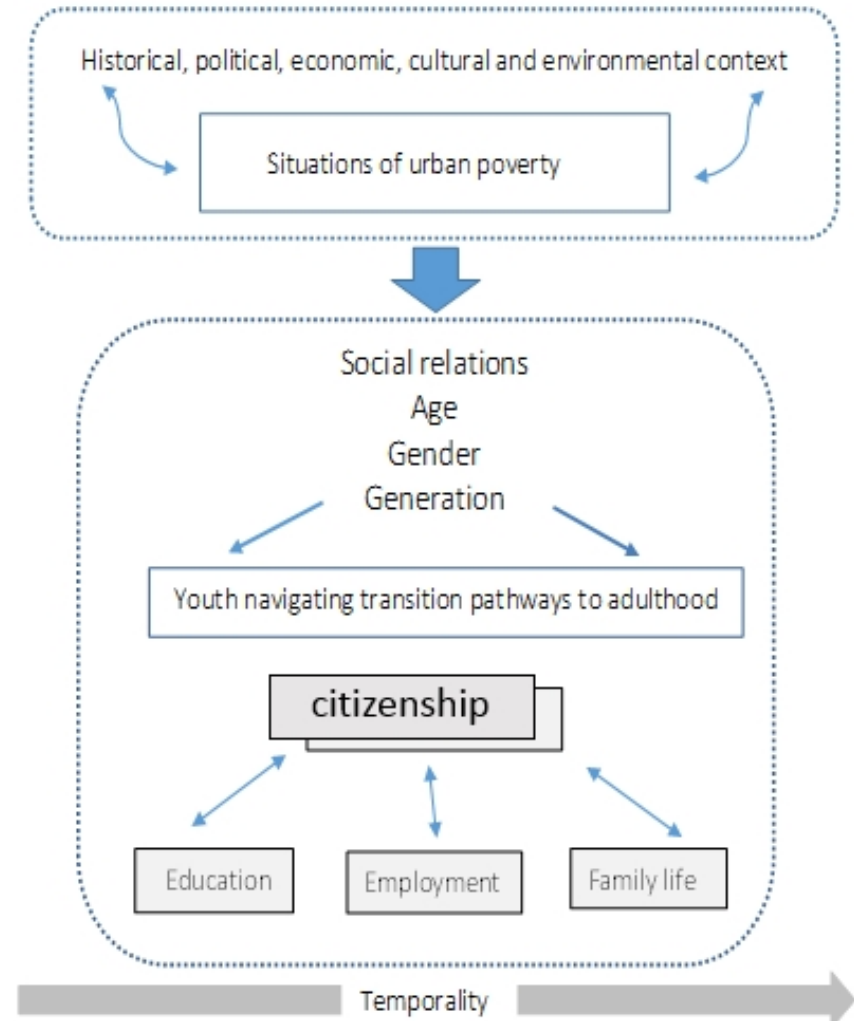 Historical, political, economic, cultural and environmental context
Situations of urban poverty
Social relations
Age
Gender
Generation
Youth navigating transition pathways to adulthood
citizenship
Education
Employment
Family life
Temporality